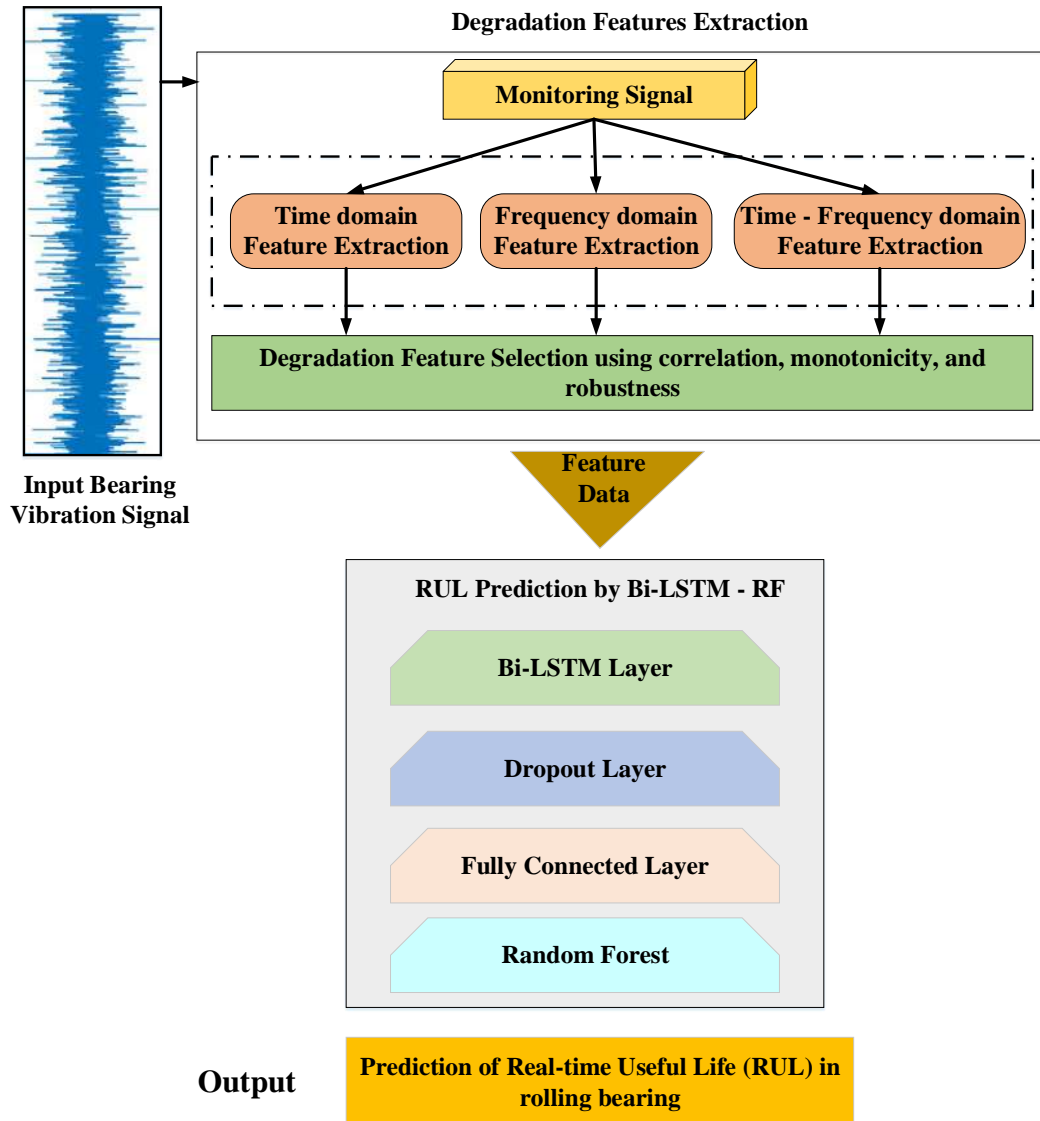 Degradation Features Extraction
Monitoring Signal
Time domain
Feature Extraction
Frequency domain
Feature Extraction
Time - Frequency domain
Feature Extraction
Degradation Feature Selection using correlation, monotonicity, and
robustness
Input Bearing
Vibration Signal
Feature
Data
RUL Prediction by Bi-LSTM - RF
Bi-LSTM Layer
Dropout Layer
Fully Connected Layer
Random Forest
Output
Prediction of Real-time Useful Life (RUL) in
rolling bearing